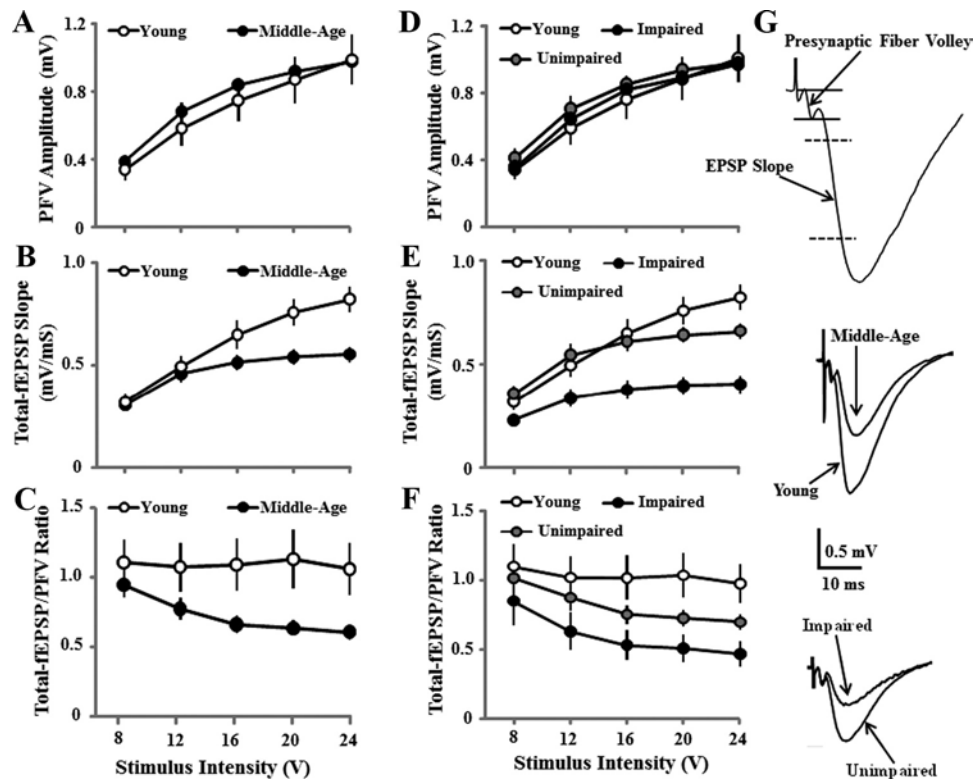 A
Young
Middle-Age
PFV Amplitude (mV)
1.2
0.8
0.4
0
B
Young
Middle-Age
Total-fEPSP Slope
(mV/mS)
1.0
0.5
0
C
Young
Middle-Age
Total-fEPSP/PFV Ratio
1.5
1.0
0.5
0
8
12
16
20
24
Stimulus Intensity (V)
D
Young
Impaired
Unimpaired
PFV Amplitude (mV)
1.2
0.8
0.4
0
E
Young
Impaired
Unimpaired
Total-fEPSP Slope
(mV/mS)
1.0
0.5
0
F
Young
Impaired
Unimpaired
Total-fEPSP/PFV Ratio
1.5
1.0
0.5
0
8
12
16
20
24
Stimulus Intensity (V)
G
Presynaptic Fiber Volley
EPSP Slope
Middle-Age
Young
0.5 mV
10 ms
Impaired
Unimpaired